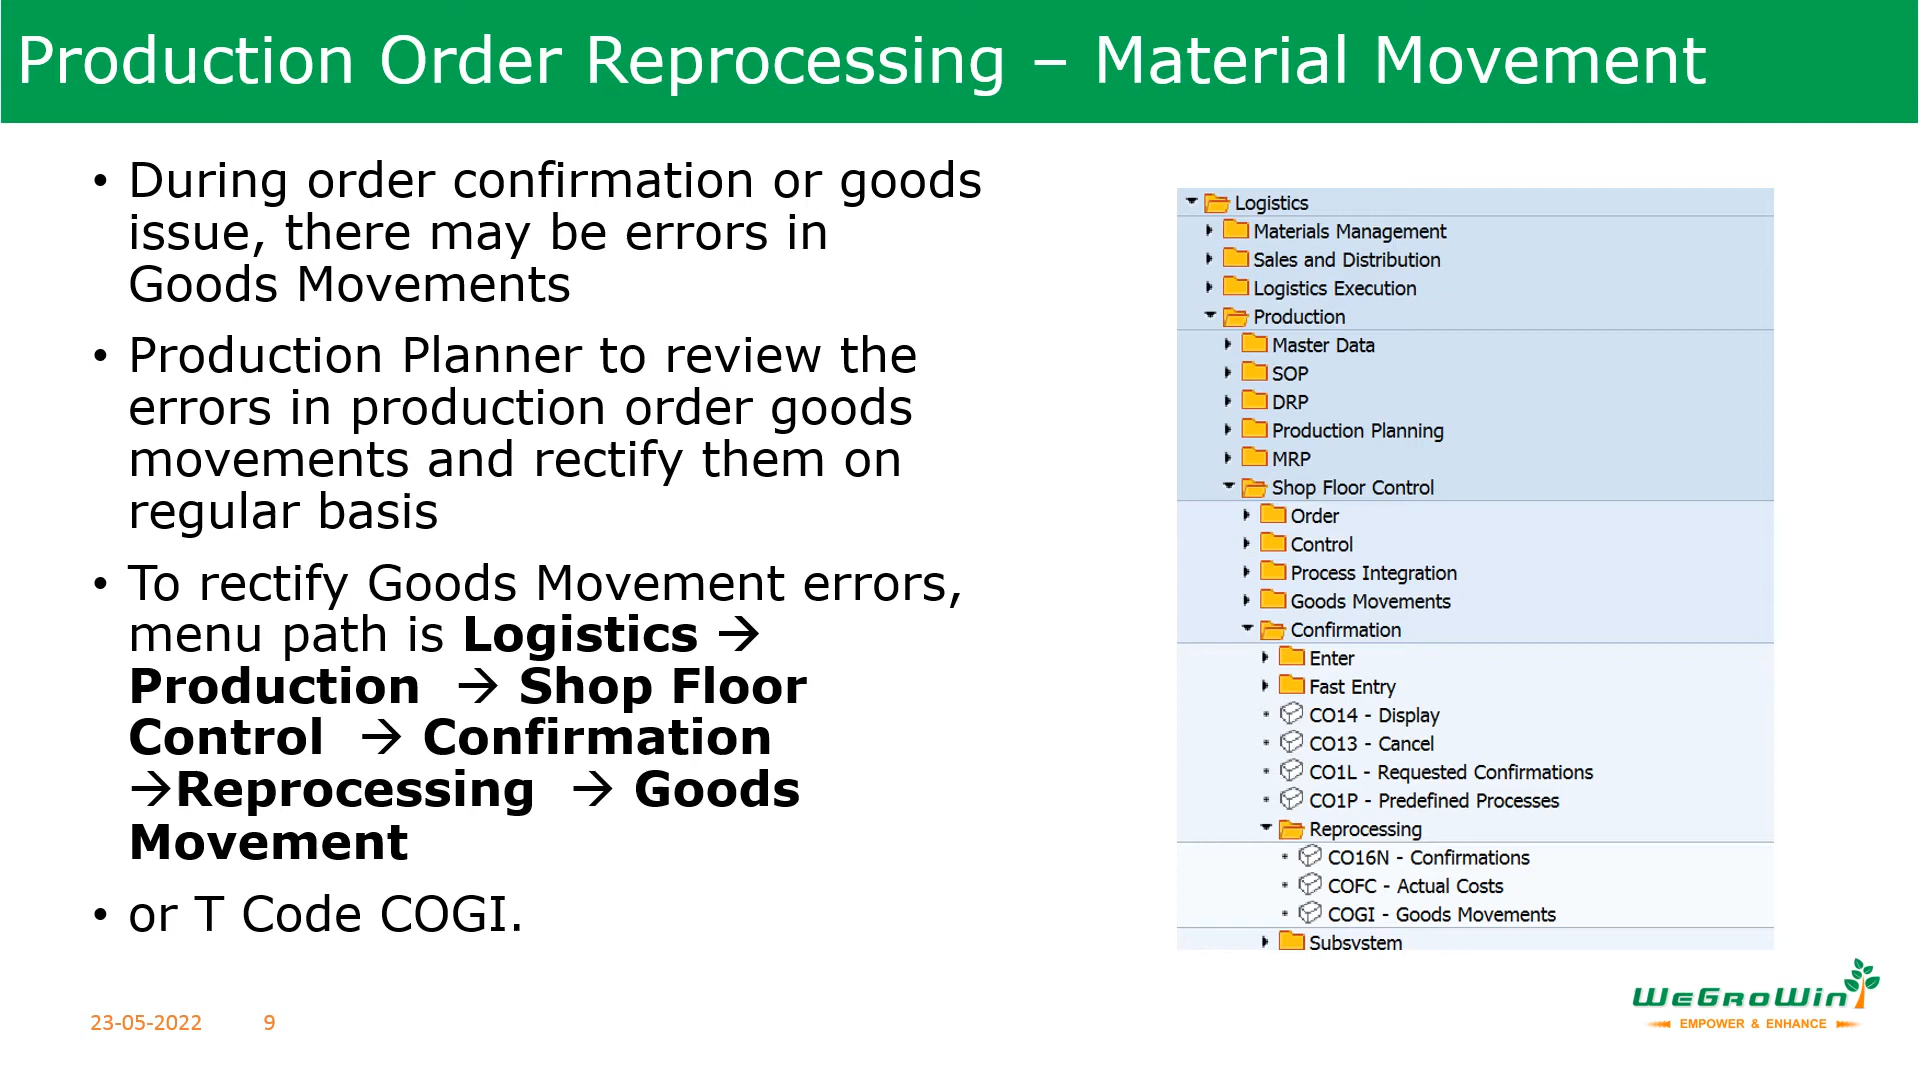 Production Order Reprocessing – Material Movement
• During order confirmation or goods
issue, there may be errors in
Goods Movements
• Production Planner to review the
errors in production order goods
movements and rectify them on
regular basis
• To rectify Goods Movement errors,
menu path is Logistics →
Production → Shop Floor
Control → Confirmation
→Reprocessing → Goods
Movement
• or T Code COGI.
Logistics
Materials Management
Sales and Distribution
Logistics Execution
Production
Master Data
SOP
DRP
Production Planning
MRP
Shop Floor Control
Order
Control
Process Integration
Goods Movements
Confirmation
Enter
Fast Entry
CO14 - Display
CO13 - Cancel
CO1L - Requested Confirmations
CO1P - Predefined Processes
Reprocessing
CO16N - Confirmations
COFC - Actual Costs
COGI - Goods Movements
Subsystem
23-05-2022 9
WeGroWin
EMPOWER & ENHANCE